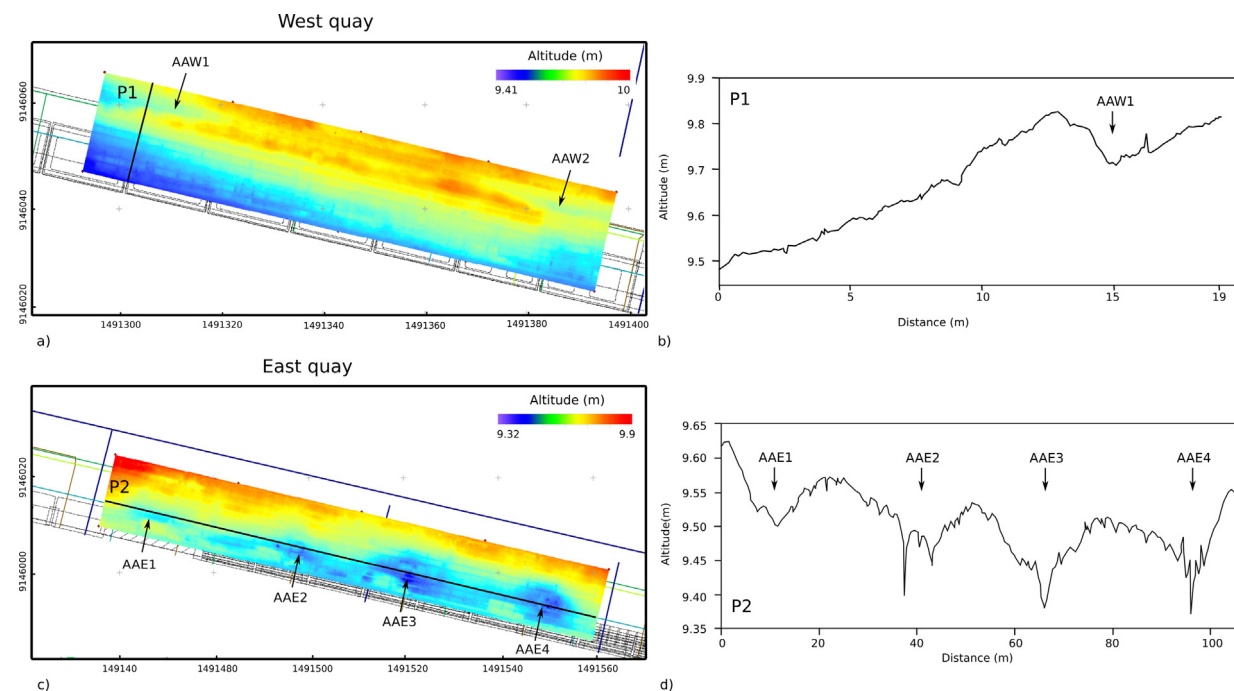 West quay
AAW1
P1
Altitude (m)
9.41 10
AAW2
9146060
9146040
9146020
1491300 1491320 1491340 1491360 1491380 1491400
a)
P1
AAW1
Altitude (m)
9.9
9.8
9.7
9.6
9.5
0 5 10 15 19
Distance (m)
b)
East quay
Altitude (m)
9.32 9.9
P2
AAE1
AAE2
AAE3
AAE4
9146020
9146000
1491140 1491480 1491500 1491520 1491540 1491560
c)
AAE1 AAE2 AAE3 AAE4
Altitude(m)
9.65
9.60
9.55
9.50
9.45
9.40
9.35
P2
0 20 40 60 80 100
Distance (m)
d)